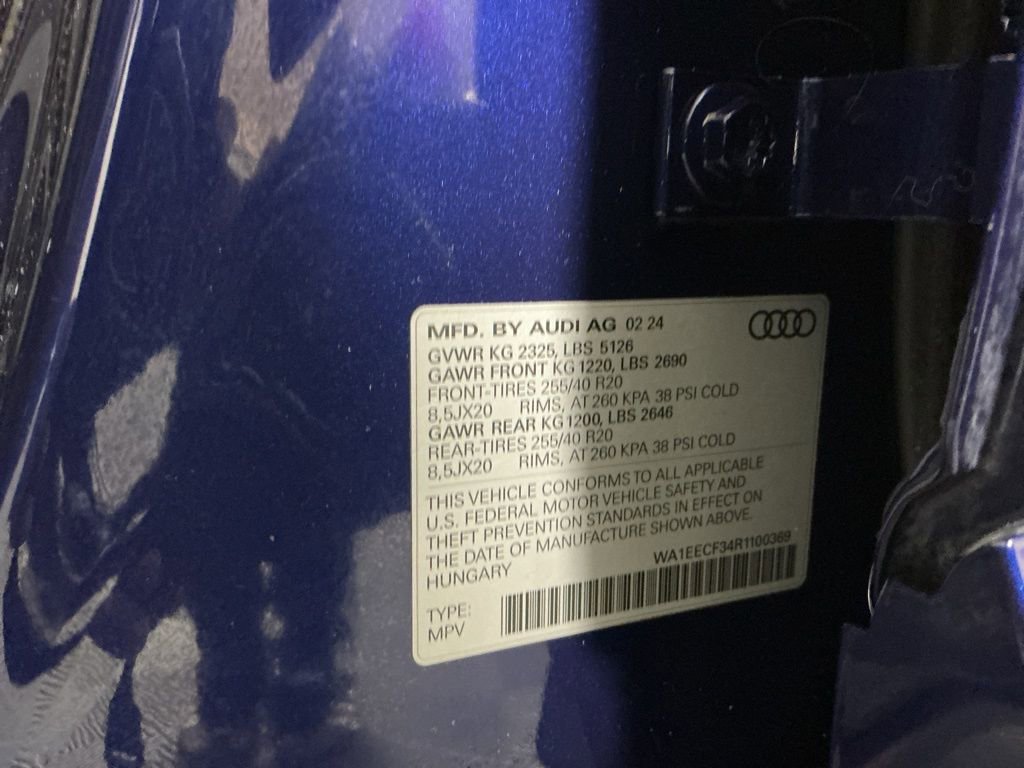 MFD. BY AUDI AG 02 24
GVWR KG 2325, LBS 5126
GAWR FRONT KG 1220, LBS 2690
FRONT-TIRES 255/40 R20
8,5JX20 RIMS, AT 260 KPA 38 PSI COLD
GAWR REAR KG 1200, LBS 2646
REAR-TIRES 255/40 R20
8,5JX20 RIMS, AT 260 KPA 38 PSI COLD
THIS VEHICLE CONFORMS TO ALL APPLICABLE
U.S. FEDERAL MOTOR VEHICLE SAFETY AND
THEFT PREVENTION STANDARDS IN EFFECT ON
THE DATE OF MANUFACTURE SHOWN ABOVE.
HUNGARY WA1EECF34R1100369
TYPE:
MPV